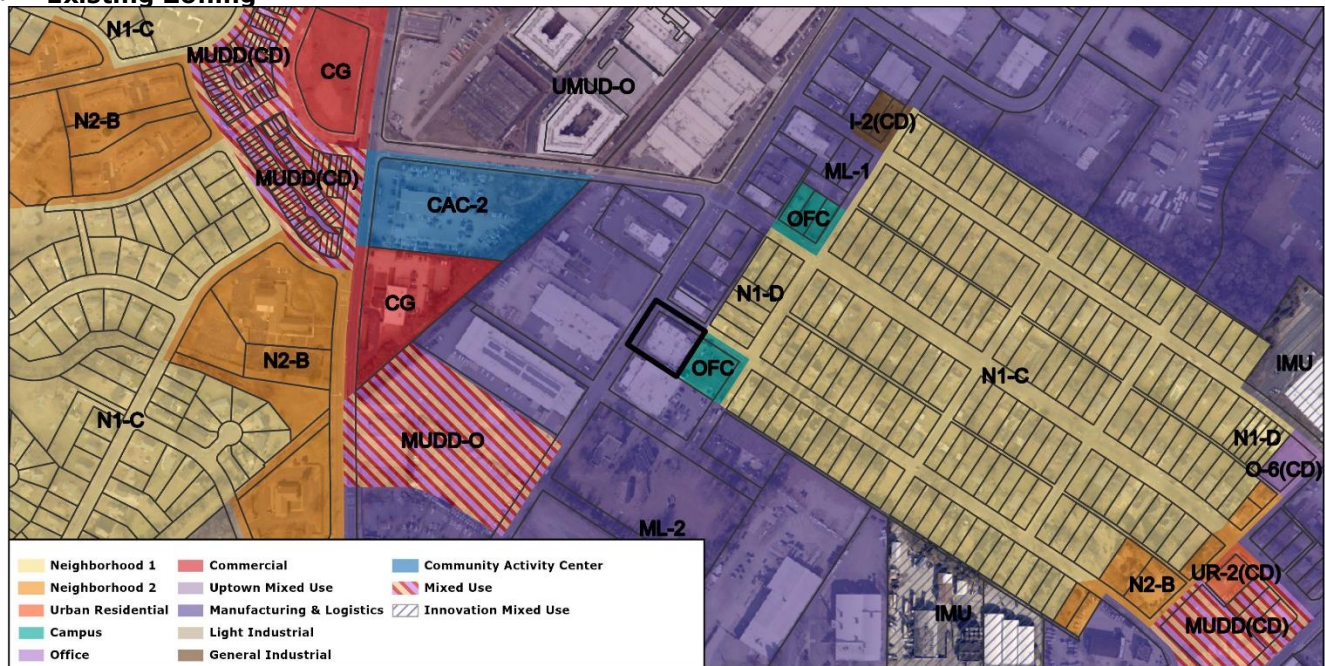 Existing Zoning
N1-C
MUDD(CD)
CG
UMUD-O
N2-B
I-2(CD)
MUDD(CD)
ML-1
CAC-2
OFC
CG
N1-D
N2-B
OFC
IMU
N1-C
N1-C
MUDD-O
N1-D
O-6(CD)
ML-2
UR-2(CD)
N2-B
IMU
MUDD(CD)
Neighborhood 1
Neighborhood 2
Urban Residential
Campus
Office
Commercial
Uptown Mixed Use
Manufacturing & Logistics
Light Industrial
General Industrial
Community Activity Center
Mixed Use
Innovation Mixed Use